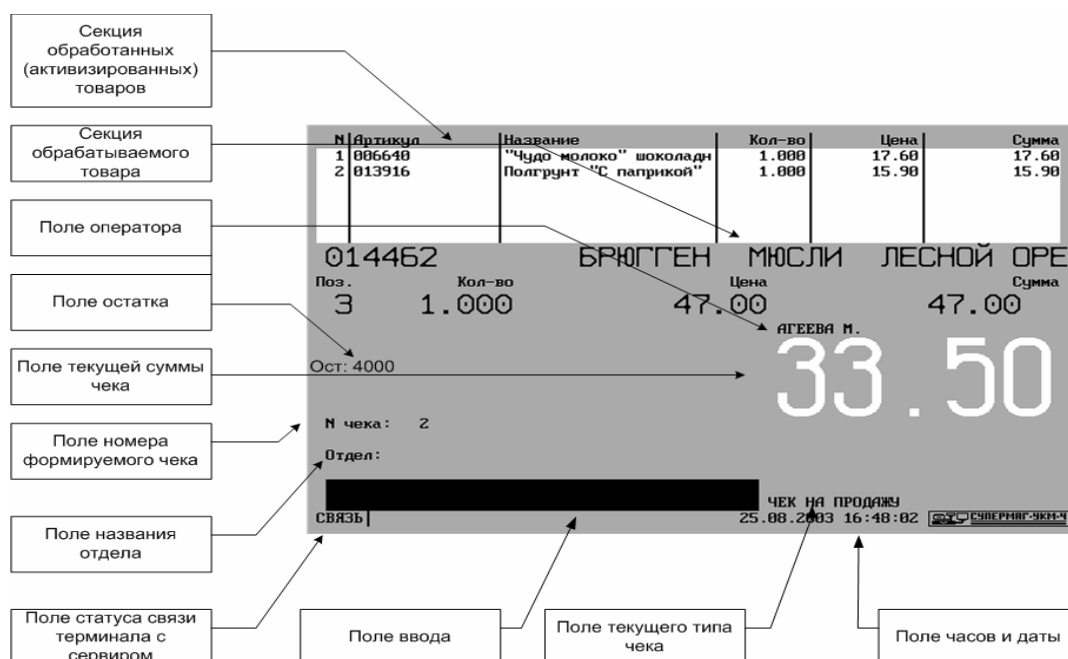 Секция
обработанных
(активизированных)
товаров
Секция
обрабатываемого
товара
Поле оператора
Поле остатка
Поле текущей суммы
чека
Поле номера
формируемого чека
Поле названия
отдела
Поле статуса связи
терминала с
сервиром
N Артикул Название Кол-во Цена Сумма
1 006640 "Чудо молоко" шоколадн 1.000 17.60 17.60
2 013916 Полгрунт "С паприкой" 1.000 15.90 15.90
014462 БРЮГГЕН МЮСЛИ ЛЕСНОЙ ОРЕ
Поз. Кол-во Цена Сумма
3 1.000 47.00 47.00
АГЕЕВА М.
33.50
Ост: 4000
N чека: 2
Отдел:
ЧЕК НА ПРОДАЖУ
СВЯЗЬ 25.08.2003 16:48:02 СУПЕРМАГ-УКМ-Ч
Поле ввода
Поле текущего типа
чека
Поле часов и даты